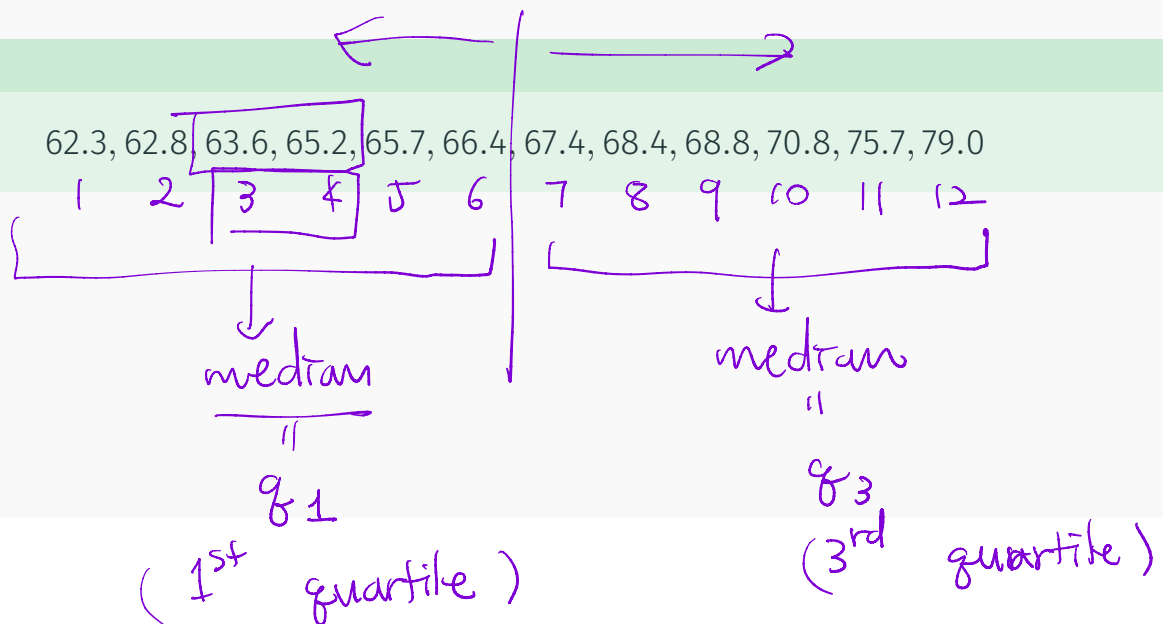 62.3, 62.8, 63.6, 65.2, 65.7, 66.4, 67.4, 68.4, 68.8, 70.8, 75.7, 79.0
1 2 3 4 5 6 7 8 9 10 11 12
median median
= =
q1 q3
(1st quartile) (3rd quartile)